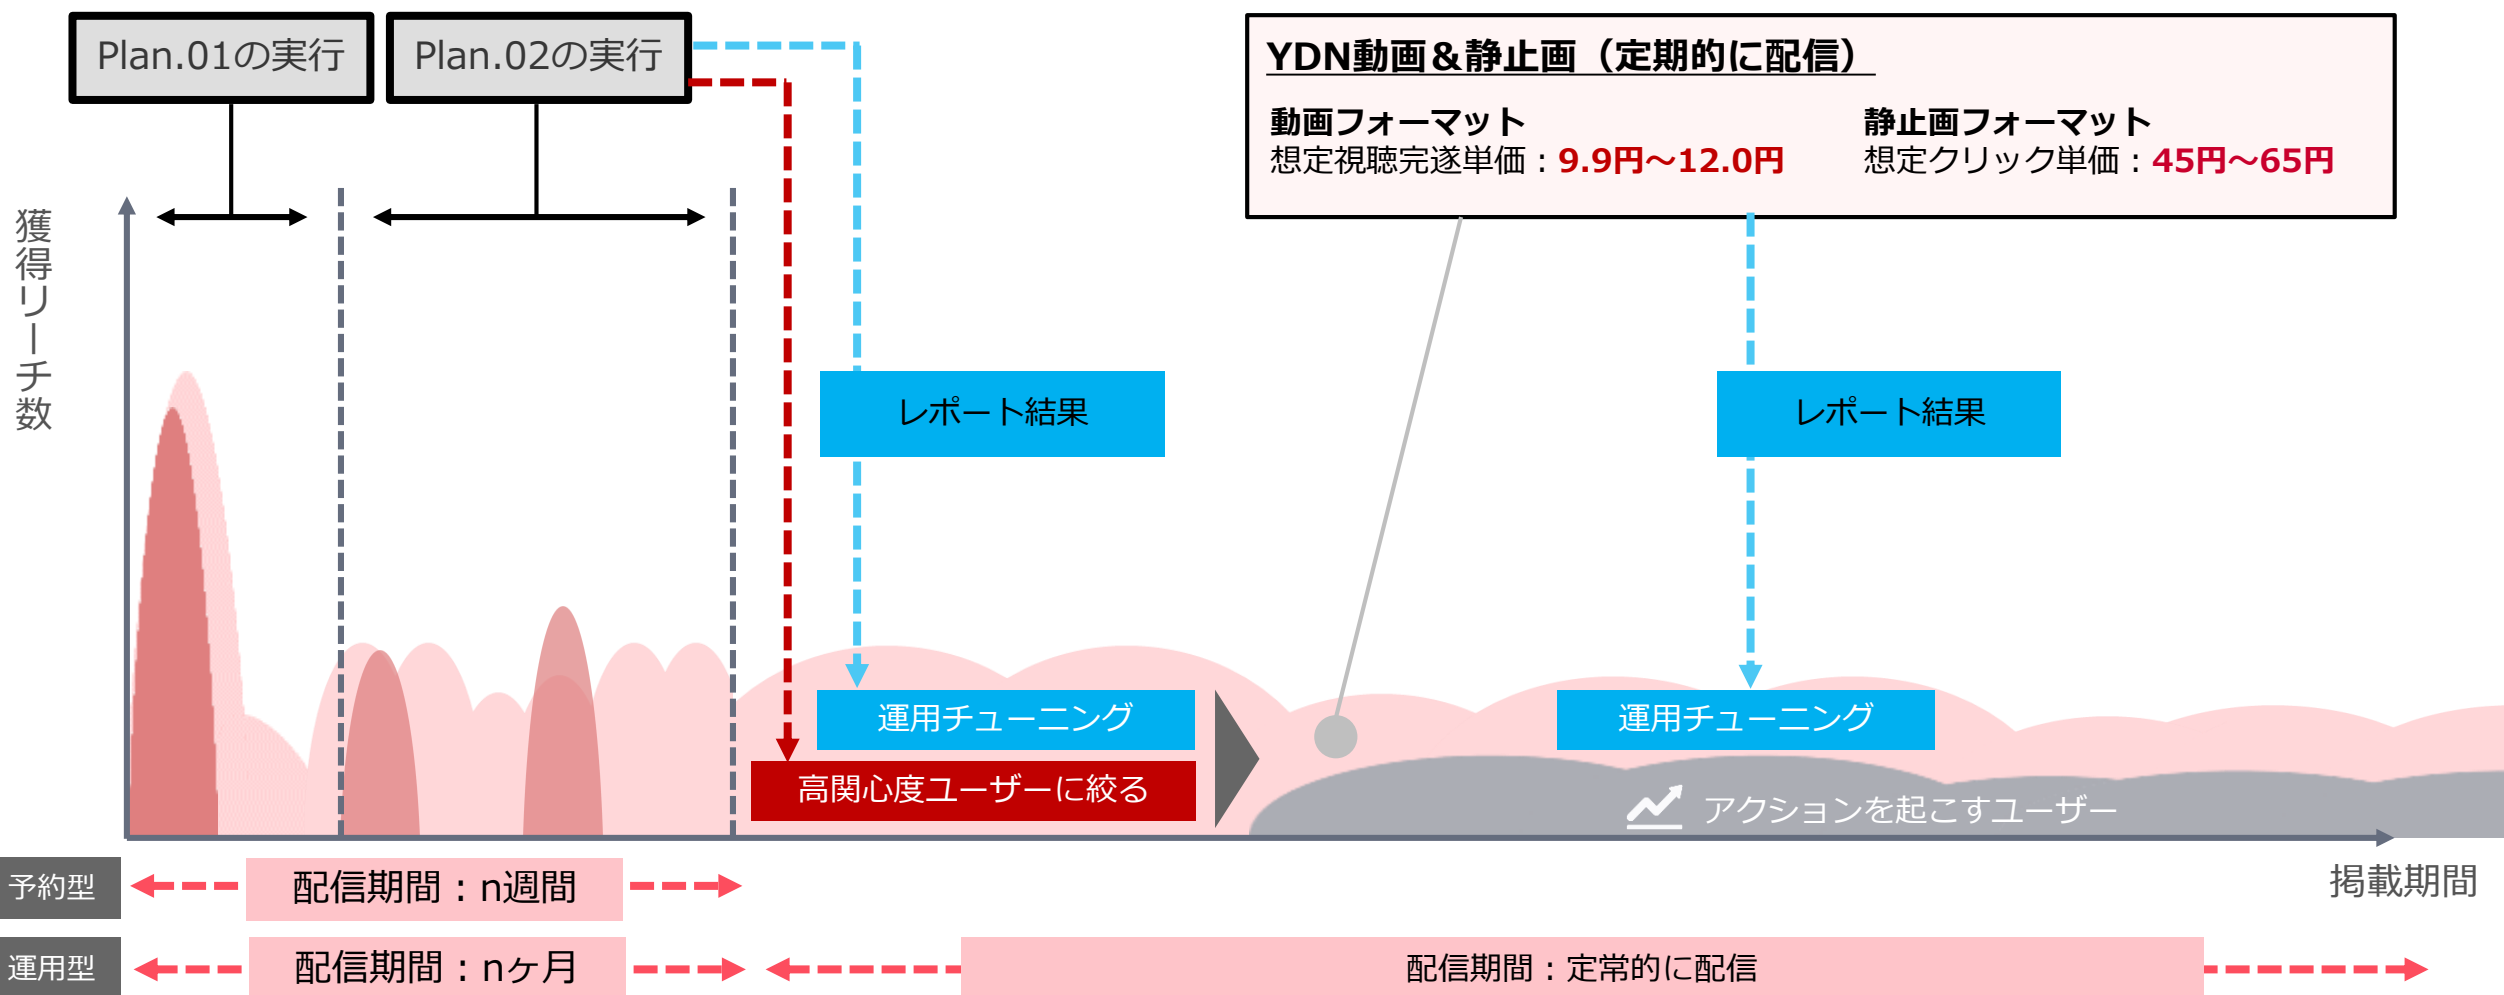 Plan.01の実行
Plan.02の実行
YDN動画＆静止画（定期的に配信）
動画フォーマット
想定視聴完遂単価：9.9円～12.0円
静止画フォーマット
想定クリック単価：45円～65円
獲得リーチ数
レポート結果
レポート結果
運用チューニング
運用チューニング
高関心度ユーザーに絞る
アクションを起こすユーザー
掲載期間
予約型
配信期間：n週間
運用型
配信期間：nヶ月
配信期間：定常的に配信